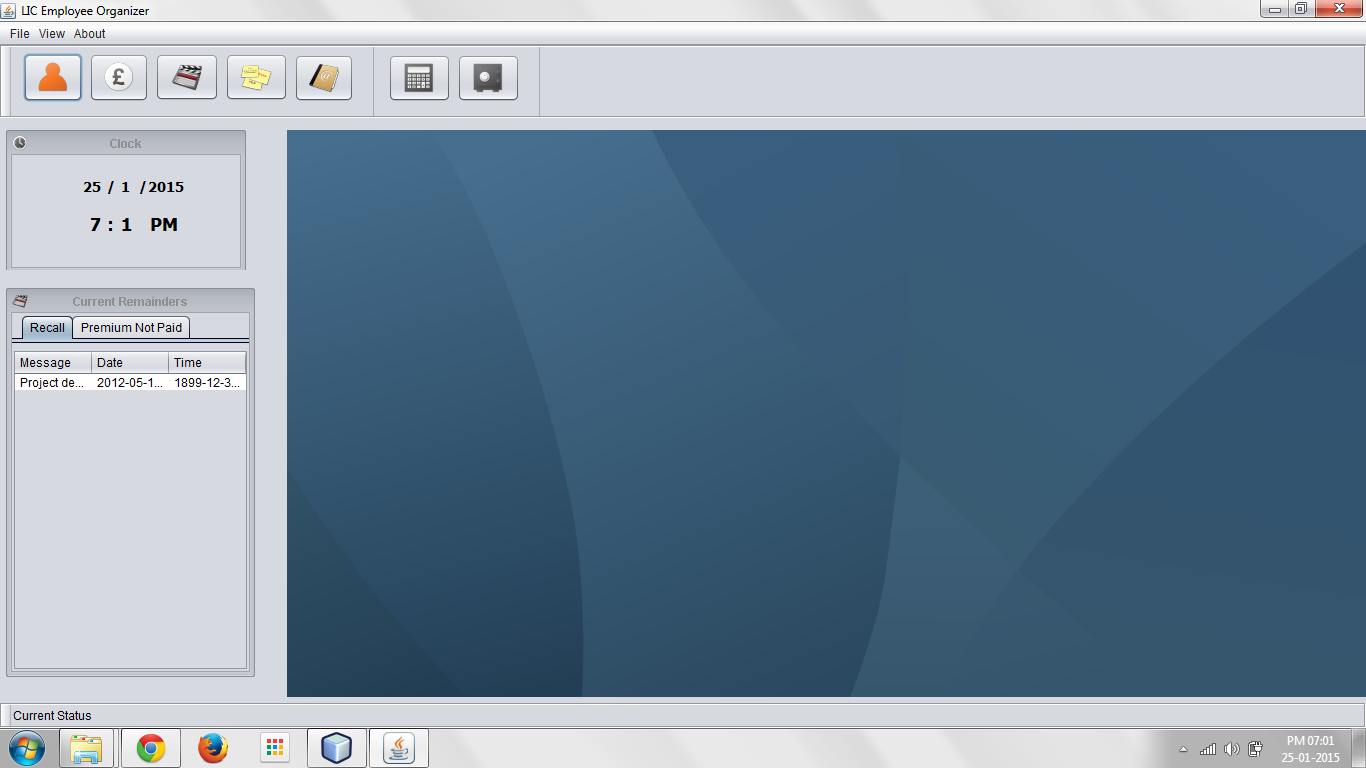 LIC Employee Organizer
File View About
Clock
25 / 1 /2015
7 : 1 PM
Current Remainders
Recall Premium Not Paid
Message Date Time
Project de... 2012-05-1... 1899-12-3...
Current Status
PM 07:01
25-01-2015